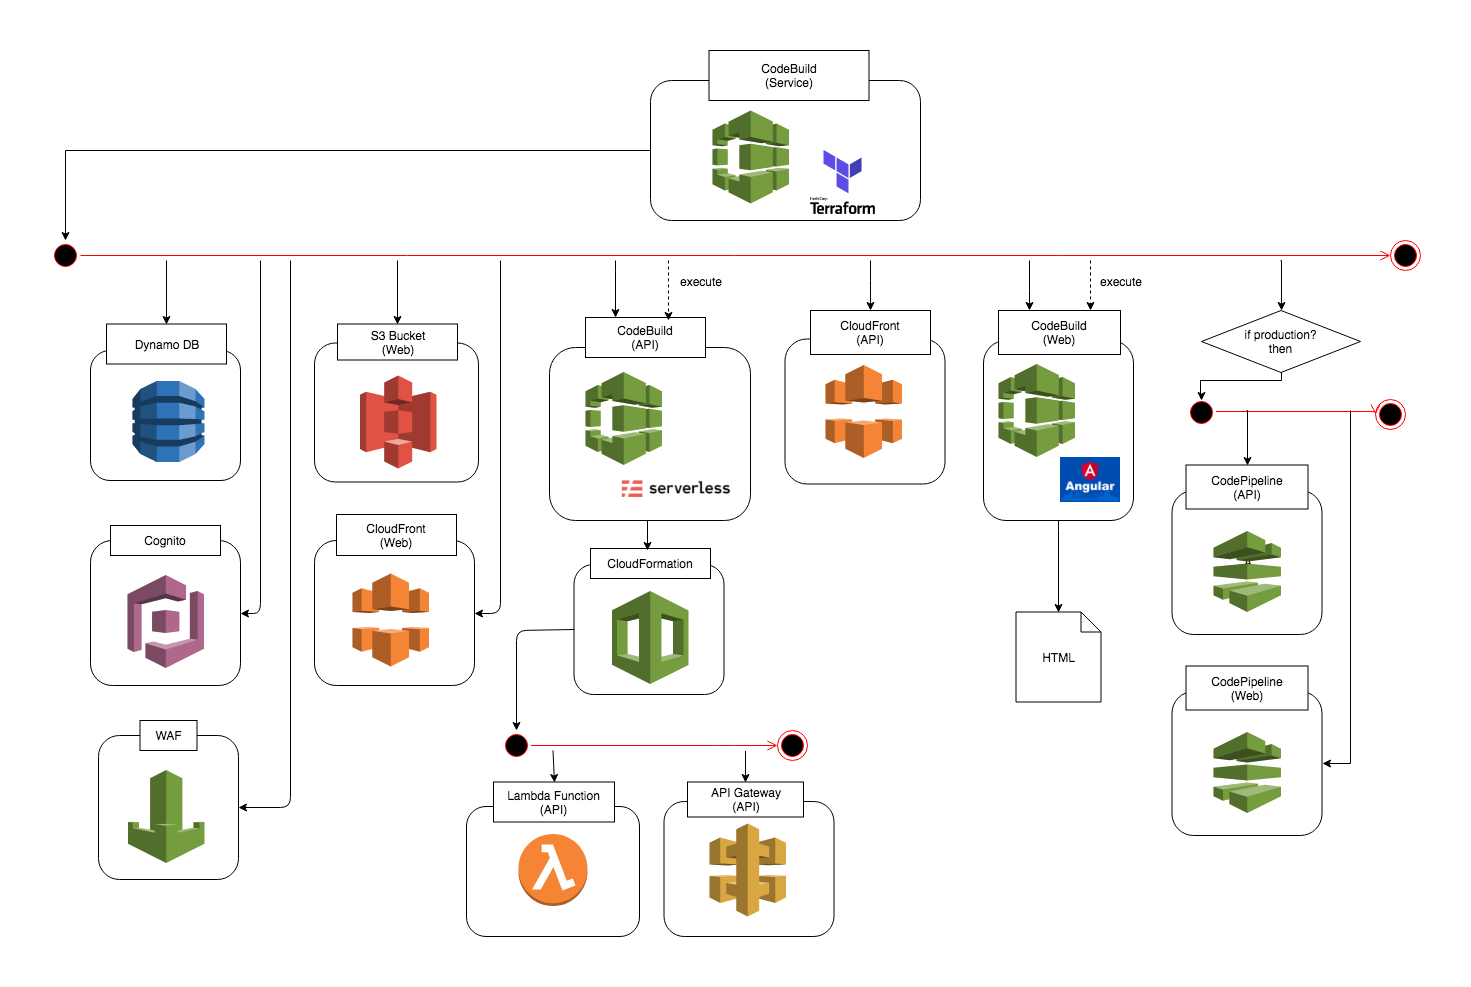 CodeBuild
(Service)
HashiCorp
Terraform
execute
execute
Dynamo DB
S3 Bucket
(Web)
CodeBuild
(API)
CloudFront
(API)
CodeBuild
(Web)
if production?
then
serverless
A
Angular
CodePipeline
(API)
Cognito
CloudFront
(Web)
CloudFormation
HTML
CodePipeline
(Web)
WAF
Lambda Function
(API)
API Gateway
(API)